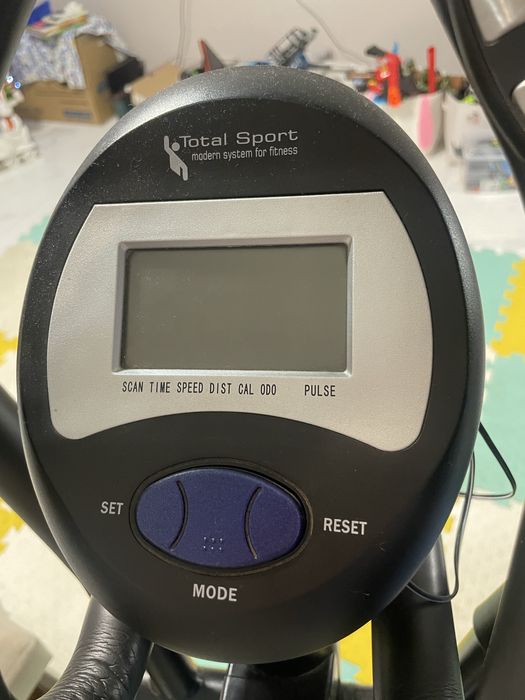 Total Sport
modern system for fitness
SCAN TIME SPEED DIST CAL ODO PULSE
SET
RESET
MODE